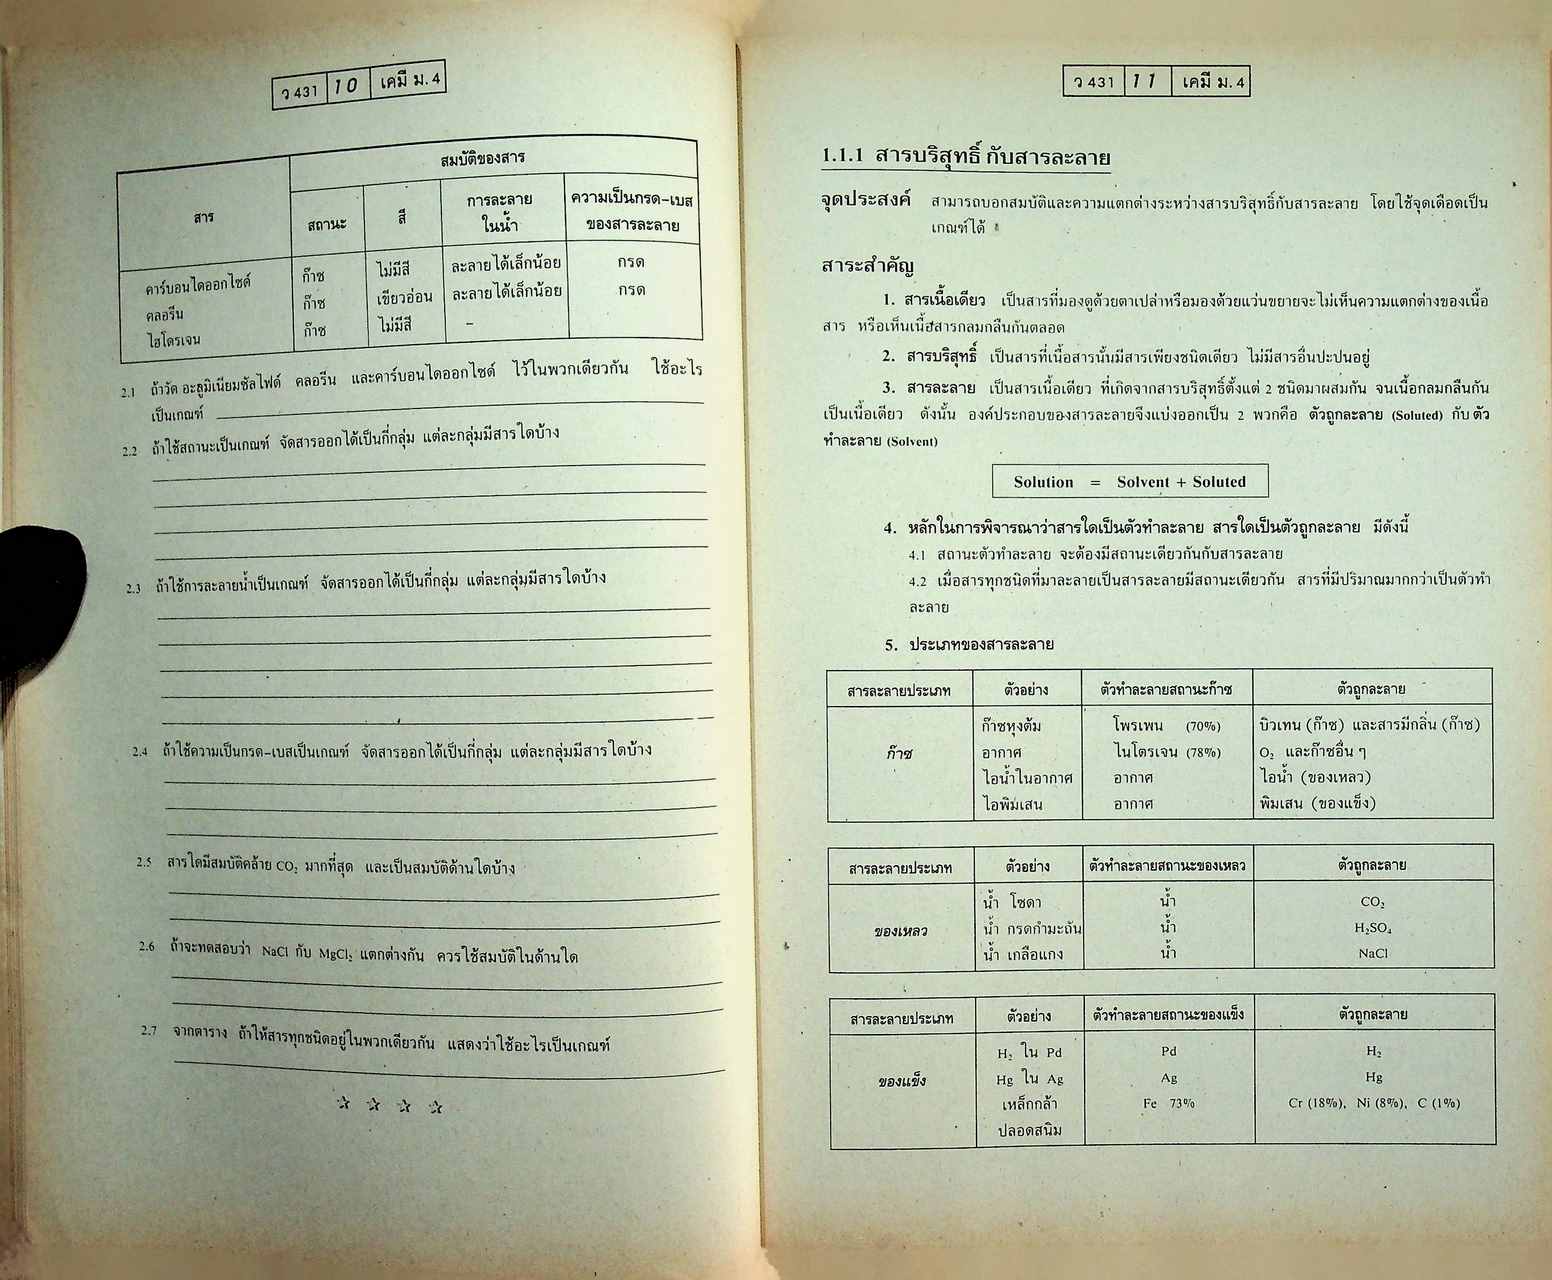 ว 431 10 เคมี ม. 4
สาร สมบัติของสาร
สถานะ สี การละลายในน้ำ ความเป็นกรด-เบสของสารละลาย
คาร์บอนไดออกไซด์ ก๊าซ ไม่มีสี ละลายได้เล็กน้อย กรด
คลอรีน ก๊าซ เขียวอ่อน ละลายได้เล็กน้อย กรด
ไฮโดรเจน ก๊าซ ไม่มีสี –
2.1 ถ้าวัด อะลูมิเนียมซัลไฟด์ คลอรีน และคาร์บอนไดออกไซด์ ไว้ในพวกเดียวกัน ใช้อะไร
เป็นเกณฑ์
2.2 ถ้าใช้สถานะเป็นเกณฑ์ จัดสารออกได้เป็นกี่กลุ่ม แต่ละกลุ่มมีสารใดบ้าง
2.3 ถ้าใช้การละลายน้ำเป็นเกณฑ์ จัดสารออกได้เป็นกี่กลุ่ม แต่ละกลุ่มมีสารใดบ้าง
2.4 ถ้าใช้ความเป็นกรด-เบสเป็นเกณฑ์ จัดสารออกได้เป็นกี่กลุ่ม แต่ละกลุ่มมีสารใดบ้าง
2.5 สารใดมีสมบัติคล้าย CO₂ มากที่สุด และเป็นสมบัติด้านใดบ้าง
2.6 ถ้าจะทดสอบว่า NaCl กับ MgCl₂ แตกต่างกัน ควรใช้สมบัติในด้านใด
2.7 จากตาราง ถ้าให้สารทุกชนิดอยู่ในพวกเดียวกัน แสดงว่าใช้อะไรเป็นเกณฑ์
ว 431 11 เคมี ม. 4
1.1.1 สารบริสุทธิ์ กับสารละลาย
จุดประสงค์ สามารถบอกสมบัติและความแตกต่างระหว่างสารบริสุทธิ์กับสารละลาย โดยใช้จุดเดือดเป็น
เกณฑ์ได้
สาระสำคัญ
1. สารเนื้อเดียว เป็นสารที่มองดูด้วยตาเปล่าหรือมองด้วยแว่นขยายจะไม่เห็นความแตกต่างของเนื้อ
สาร หรือเห็นเนื้อสารกลมกลืนกันตลอด
2. สารบริสุทธิ์ เป็นสารที่เนื้อสารนั้นมีสารเพียงชนิดเดียว ไม่มีสารอื่นปะปนอยู่
3. สารละลาย เป็นสารเนื้อเดียว ที่เกิดจากสารบริสุทธิ์ตั้งแต่ 2 ชนิดมาผสมกัน จนเนื้อกลมกลืนกัน
เป็นเนื้อเดียว ดังนั้น องค์ประกอบของสารละลายจึงแบ่งออกเป็น 2 พวกคือ ตัวถูกละลาย (Soluted) กับ ตัว
ทำละลาย (Solvent)
Solution = Solvent + Soluted
4. หลักในการพิจารณาว่าสารใดเป็นตัวทำละลาย สารใดเป็นตัวถูกละลาย มีดังนี้
4.1 สถานะตัวทำละลาย จะต้องมีสถานะเดียวกันกับสารละลาย
4.2 เมื่อสารทุกชนิดที่มาละลายเป็นสารละลายมีสถานะเดียวกัน สารที่มีปริมาณมากกว่าเป็นตัวทำ
ละลาย
5. ประเภทของสารละลาย
สารละลายประเภท ตัวอย่าง ตัวทำละลายสถานะก๊าซ ตัวถูกละลาย
ก๊าซหุงต้ม โพรเพน (70%) บิวเทน (ก๊าซ) และสารมีกลิ่น (ก๊าซ)
ก๊าซ อากาศ ไนโตรเจน (78%) O₂ และก๊าซอื่น ๆ
ไอน้ำในอากาศ อากาศ ไอน้ำ (ของเหลว)
ไอพิมเสน อากาศ พิมเสน (ของแข็ง)
สารละลายประเภท ตัวอย่าง ตัวทำละลายสถานะของเหลว ตัวถูกละลาย
น้ำ โซดา น้ำ CO₂
ของเหลว น้ำ กรดกำมะถัน น้ำ H₂SO₄
น้ำ เกลือแกง น้ำ NaCl
สารละลายประเภท ตัวอย่าง ตัวทำละลายสถานะของแข็ง ตัวถูกละลาย
H₂ ใน Pd Pd H₂
ของแข็ง Hg ใน Ag Ag Hg
เหล็กกล้า Fe 73% Cr (18%), Ni (8%), C (1%)
ปลอดสนิม